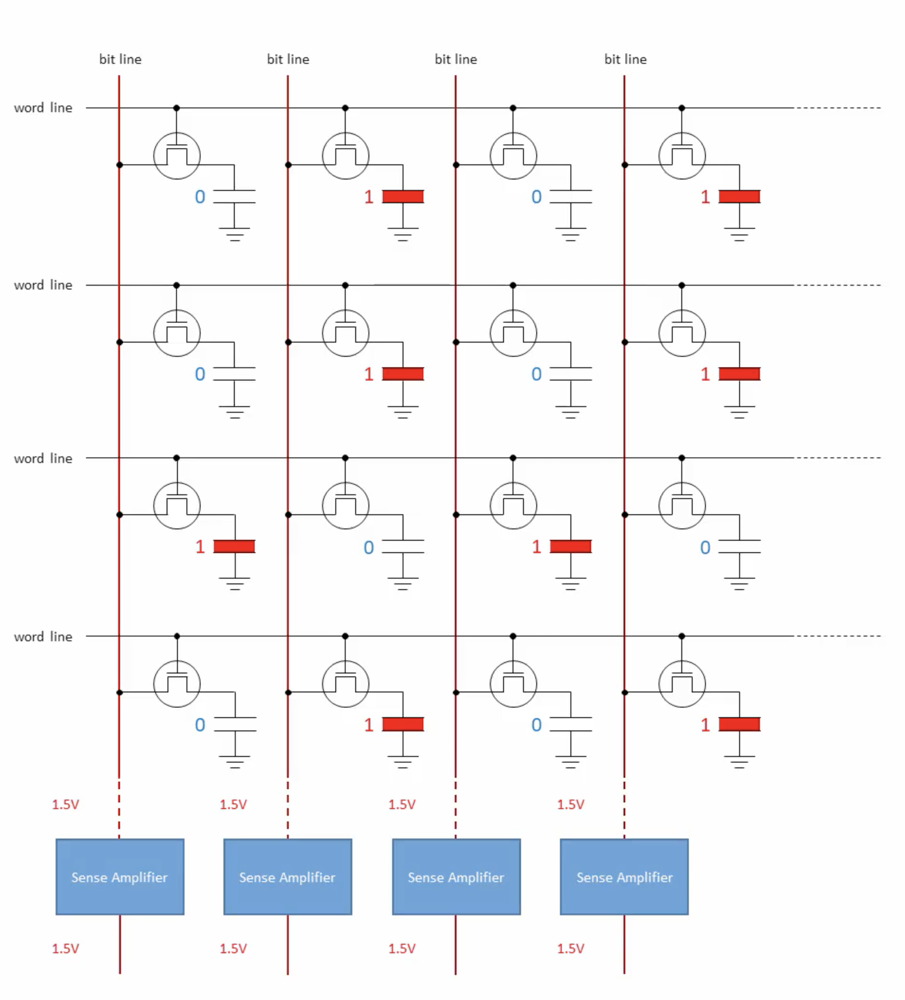 bit line bit line bit line bit line
word line
0 1 0 1
word line
0 1 0 1
word line
1 0 1 0
word line
0 1 0 1
1.5V 1.5V 1.5V 1.5V
Sense Amplifier Sense Amplifier Sense Amplifier Sense Amplifier
1.5V 1.5V 1.5V 1.5V